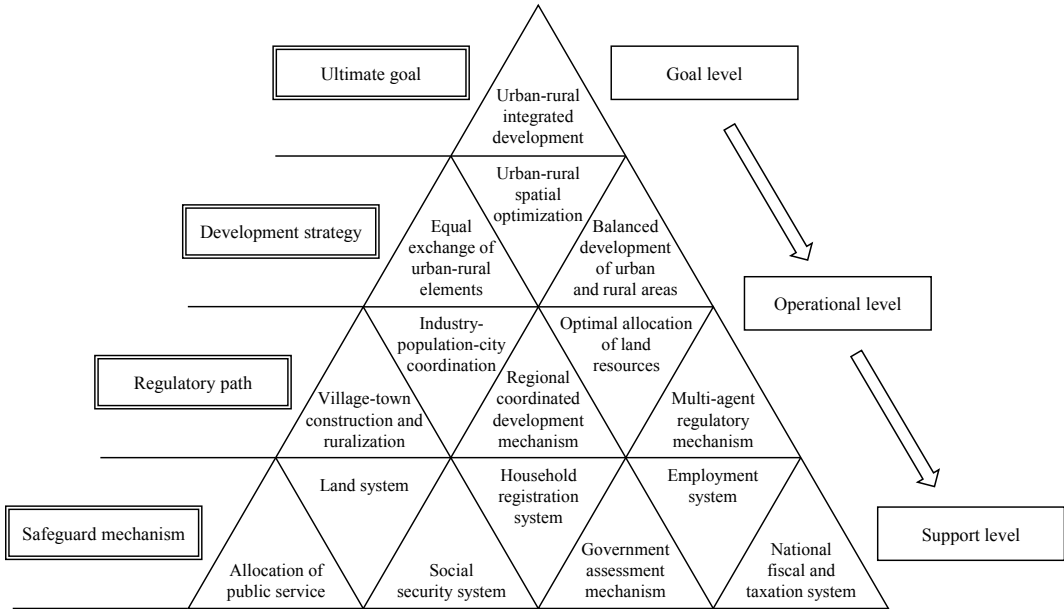 Ultimate goal
Goal level
Urban-rural
integrated
development
Urban-rural
spatial
optimization
Development strategy
Equal
exchange of
urban-rural
elements
Balanced
development
of urban
and rural areas
Operational level
Industry-
population-city
coordination
Optimal allocation
of land
resources
Regulatory path
Village-town
construction and
ruralization
Regional
coordinated
development
mechanism
Multi-agent
regulatory
mechanism
Land system
Household
registration
system
Employment
system
Safeguard mechanism
Support level
Allocation of
public service
Social
security system
Government
assessment
mechanism
National
fiscal and
taxation system